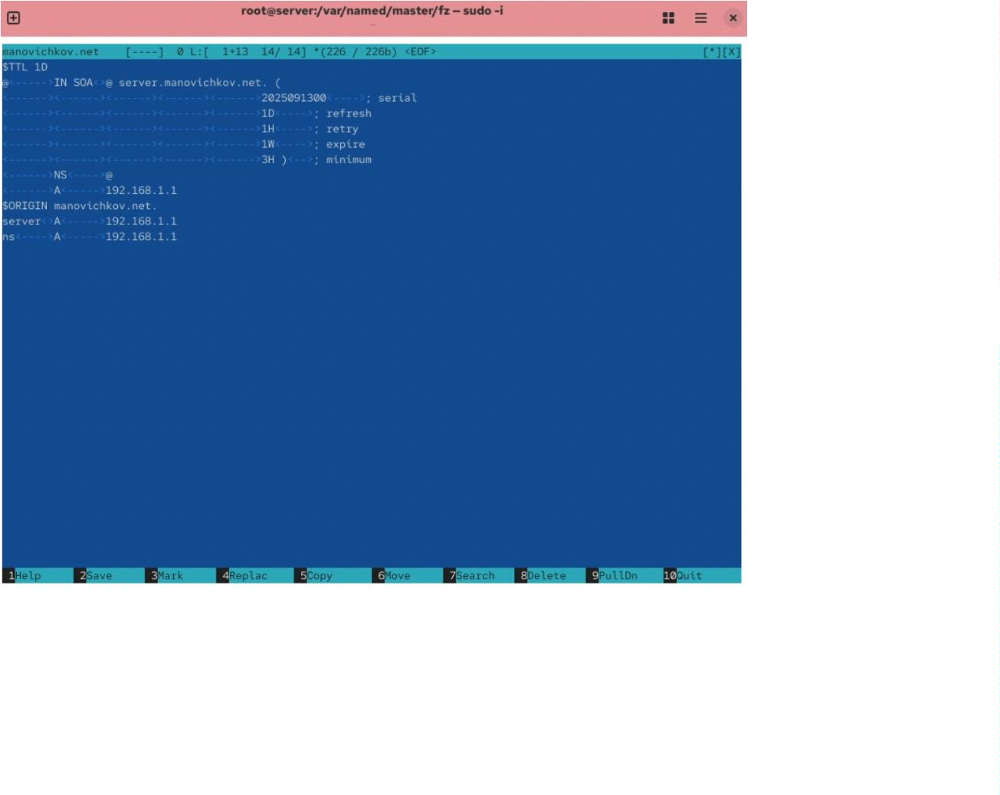 root@server:/var/named/master/fz — sudo -i
manovichkov.net [----] 0 L:[ 1+13 14/ 14] *(226 / 226b) <EOF> [*][X]
$TTL 1D
@<----->IN SOA<>@ server.manovichkov.net. (
<------><------><------><------><------>2025091300<---->; serial
<------><------><------><------><------>1D<---->; refresh
<------><------><------><------><------>1H<---->; retry
<------><------><------><------><------>1W<---->; expire
<------><------><------><------><------>3H )<-->; minimum
<------>NS<----->@
<------>A<----->192.168.1.1
$ORIGIN manovichkov.net.
server<>A<----->192.168.1.1
ns<---->A<----->192.168.1.1
1Help 2Save 3Mark 4Replac 5Copy 6Move 7Search 8Delete 9PullDn 10Quit